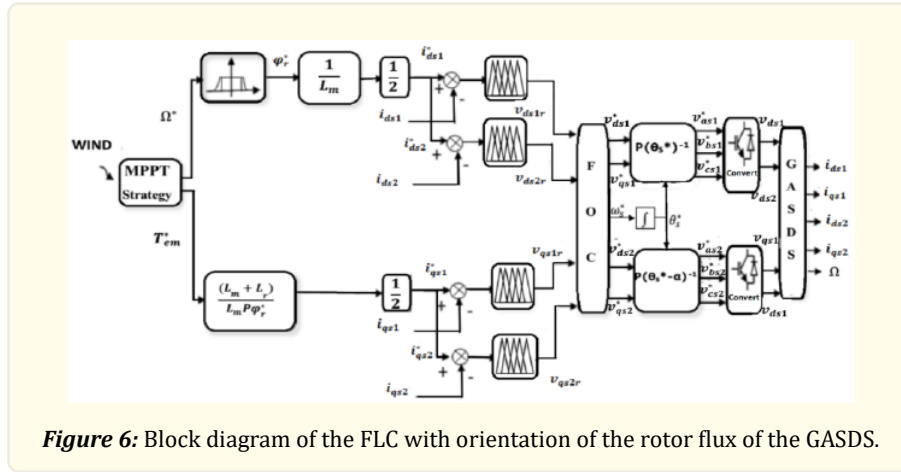 WIND
MPPT
Strategy
Ω*
T*em
φ*r
1
Lm
1
2
i*ds1
ids1
i*ds2
ids2
vds1r
vds2r
(Lm + Lr)
LmPφ*r
1
2
i*qs1
iqs1
i*qs2
iqs2
vqs1r
vqs2r
F
O
C
v*ds1
v*qs1
ω*s
∫
θ*s
v*ds2
v*qs2
P(θs*)-1
P(θs*-α)-1
v*as1
v*bs1
v*cs1
v*as2
v*bs2
v*cs2
Convert
Convert
vds1
vds2
vqs1
vds1
G
A
S
D
S
ids1
iqs1
ids2
iqs2
Ω
+
-
+
-
+
-
+
-
Figure 6: Block diagram of the FLC with orientation of the rotor flux of the GASDS.